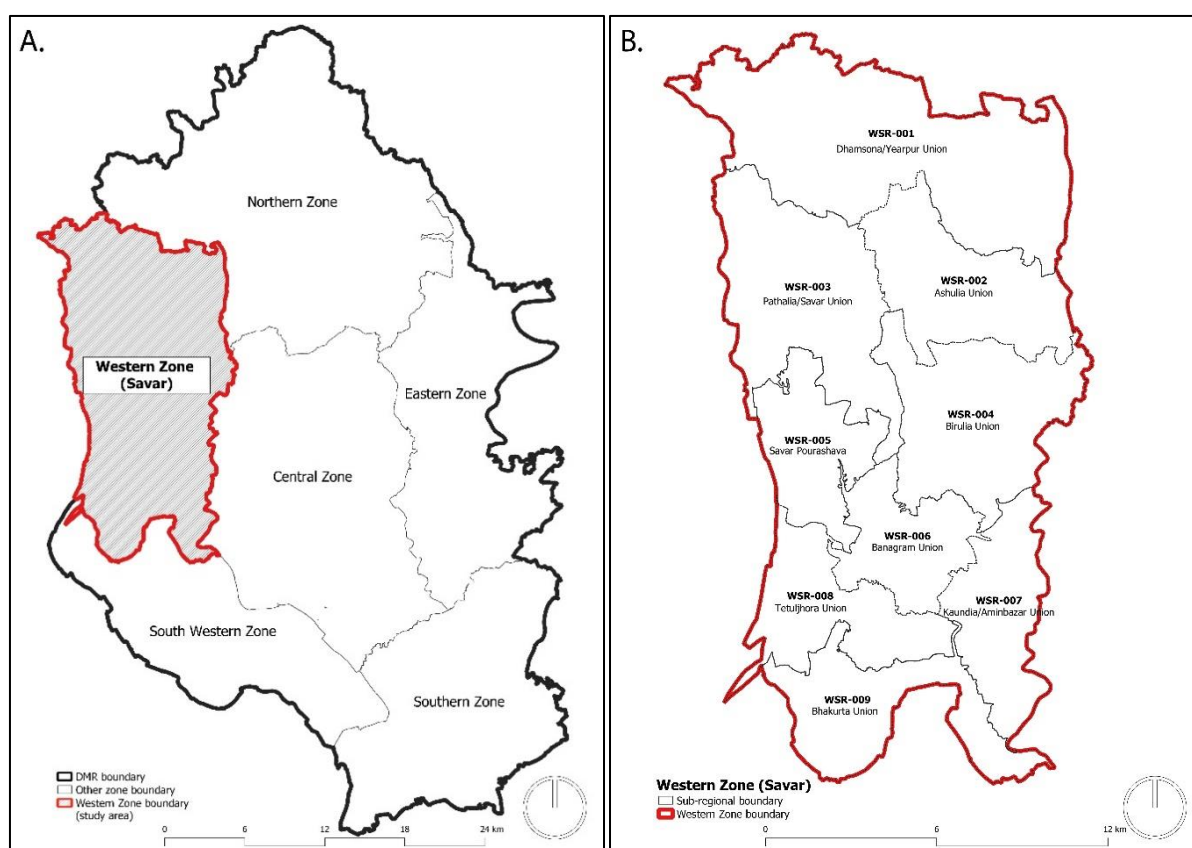 A.
Northern Zone
Western Zone
(Savar)
Eastern Zone
Central Zone
South Western Zone
Southern Zone
DMR boundary
Other zone boundary
Western Zone boundary
(study area)
0 6 12 18 24 km
B.
WSR-001
Dhamsona/Yearpur Union
WSR-002
Ashulia Union
WSR-003
Pathalia/Savar Union
WSR-004
Birulia Union
WSR-005
Savar Pourashava
WSR-006
Banagram Union
WSR-007
Kaundia/Aminbazar Union
WSR-008
Tetuljhora Union
WSR-009
Bhakurta Union
Western Zone (Savar)
Sub-regional boundary
Western Zone boundary
0 6 12 km